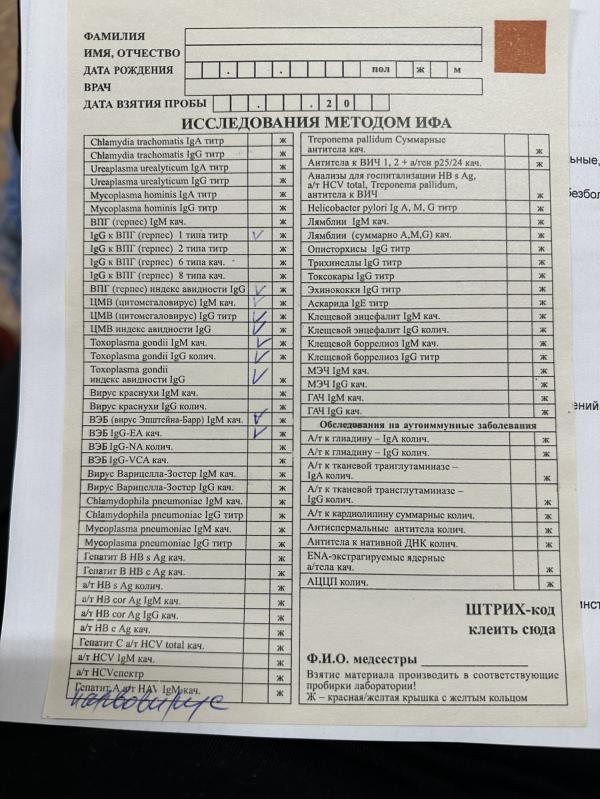 ФАМИЛИЯ
ИМЯ, ОТЧЕСТВО
ДАТА РОЖДЕНИЯ . . пол ж м
ВРАЧ
ДАТА ВЗЯТИЯ ПРОБЫ . . 2 0
ИССЛЕДОВАНИЯ МЕТОДОМ ИФА
Chlamydia trachomatis IgA титр ж
Chlamydia trachomatis IgG титр ж
Ureaplasma urealyticum IgA титр ж
Ureaplasma urealyticum IgG титр ж
Mycoplasma hominis IgA титр ж
Mycoplasma hominis IgG титр ж
ВПГ (герпес) IgM кач. ж
IgG к ВПГ (герпес) 1 типа титр ж
IgG к ВПГ (герпес) 2 типа титр ж
IgG к ВПГ (герпес) 6 типа кач. ж
IgG к ВПГ (герпес) 8 типа кач. ж
ВПГ (герпес) индекс авидности IgG ж
ЦМВ (цитомегаловирус) IgM кач. ж
ЦМВ (цитомегаловирус) IgG титр ж
ЦМВ индекс авидности IgG ж
Toxoplasma gondii IgM кач. ж
Toxoplasma gondii IgG колич. ж
Toxoplasma gondii
индекс авидности IgG ж
Вирус краснухи IgM кач. ж
Вирус краснухи IgG колич. ж
ВЭБ (вирус Эпштейна-Барр) IgM кач. ж
ВЭБ IgG-EA кач. ж
ВЭБ IgG-NA колич. ж
ВЭБ IgG-VCA кач. ж
Вирус Варицелла-Зостер IgM кач. ж
Вирус Варицелла-Зостер IgG кач. ж
Chlamydophila pneumoniae IgM кач. ж
Chlamydophila pneumoniae IgG титр ж
Mycoplasma pneumoniae IgM кач. ж
Mycoplasma pneumoniae IgG титр ж
Гепатит B HB s Ag кач. ж
Гепатит B HB e Ag кач. ж
а/т HB s Ag колич. ж
а/т HB cor Ag IgM кач. ж
а/т HB cor Ag IgG кач. ж
а/т HB e Ag кач. ж
Гепатит C а/т HCV total кач. ж
а/т HCV IgM кач. ж
а/т HCVспектр ж
Гепатит A а/т HAV IgM кач. ж
парвовирус
Treponema pallidum Суммарные
антитела кач. ж
Антитела к ВИЧ 1, 2 + а/ген p25/24 кач. ж
Анализы для госпитализации HB s Ag,
а/т HCV total, Treponema pallidum,
антитела к ВИЧ ж
Helicobacter pylori Ig A, M, G титр ж
Лямблии IgM кач. ж
Лямблии (суммарно A,M,G) кач. ж
Описторхисы IgG титр ж
Трихинеллы IgG титр ж
Токсокары IgG титр ж
Эхинококки IgG титр ж
Аскарида IgE титр ж
Клещевой энцефалит IgM кач. ж
Клещевой энцефалит IgG колич. ж
Клещевой боррелиоз IgM кач. ж
Клещевой боррелиоз IgG титр ж
МЭЧ IgM кач. ж
МЭЧ IgG кач. ж
ГАЧ IgM кач. ж
ГАЧ IgG кач. ж
Обследования на аутоиммунные заболевания
А/т к глиадину – IgA колич. ж
А/т к глиадину – IgG колич. ж
А/т к тканевой транглутаминазе –
IgA колич. ж
А/т к тканевой трансглутаминазе –
IgG колич. ж
А/т к кардиолипину суммарные колич. ж
Антиспермальные антитела колич. ж
Антитела к нативной ДНК колич. ж
ENA-экстрагируемые ядерные
а/тела кач. ж
АЦЦП колич. ж
ШТРИХ-код
клеить сюда
Ф.И.О. медсестры
Взятие материала производить в соответствующие
пробирки лаборатории!
Ж – красная/желтая крышка с желтым кольцом
ьные,
безбол
ений
инст